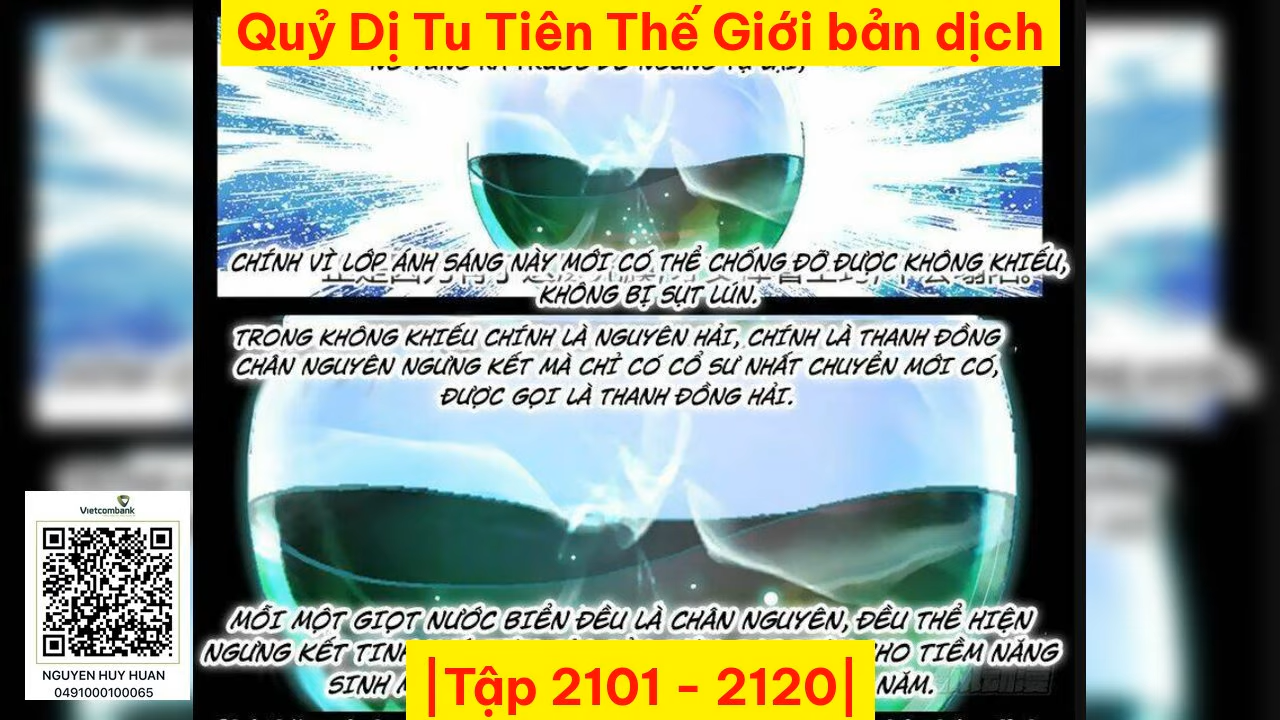 Quỷ Dị Tu Tiên Thế Giới bản dịch
CHÍNH VÌ LỚP ÁNH SÁNG NÀY MỚI CÓ THỂ CHỐNG ĐỠ ĐƯỢC KHÔNG KHIẾU,
KHÔNG BỊ SỤT LÚN.
TRONG KHÔNG KHIẾU CHÍNH LÀ NGUYÊN HẢI, CHÍNH LÀ THANH ĐỒNG
CHÂN NGUYÊN NGƯNG KẾT MÀ CHỈ CÓ CỔ SƯ NHẤT CHUYỂN MỚI CÓ,
ĐƯỢC GỌI LÀ THANH ĐỒNG HẢI.
MỖI MỘT GIỌT NƯỚC BIỂN ĐỀU LÀ CHÂN NGUYÊN, ĐỀU THỂ HIỆN
NGƯNG KẾT TINH
CHO TIỀM NĂNG
SINH
NĂM.
|Tập 2101 - 2120|
Vietcombank
NGUYEN HUY HUAN
0491000100065